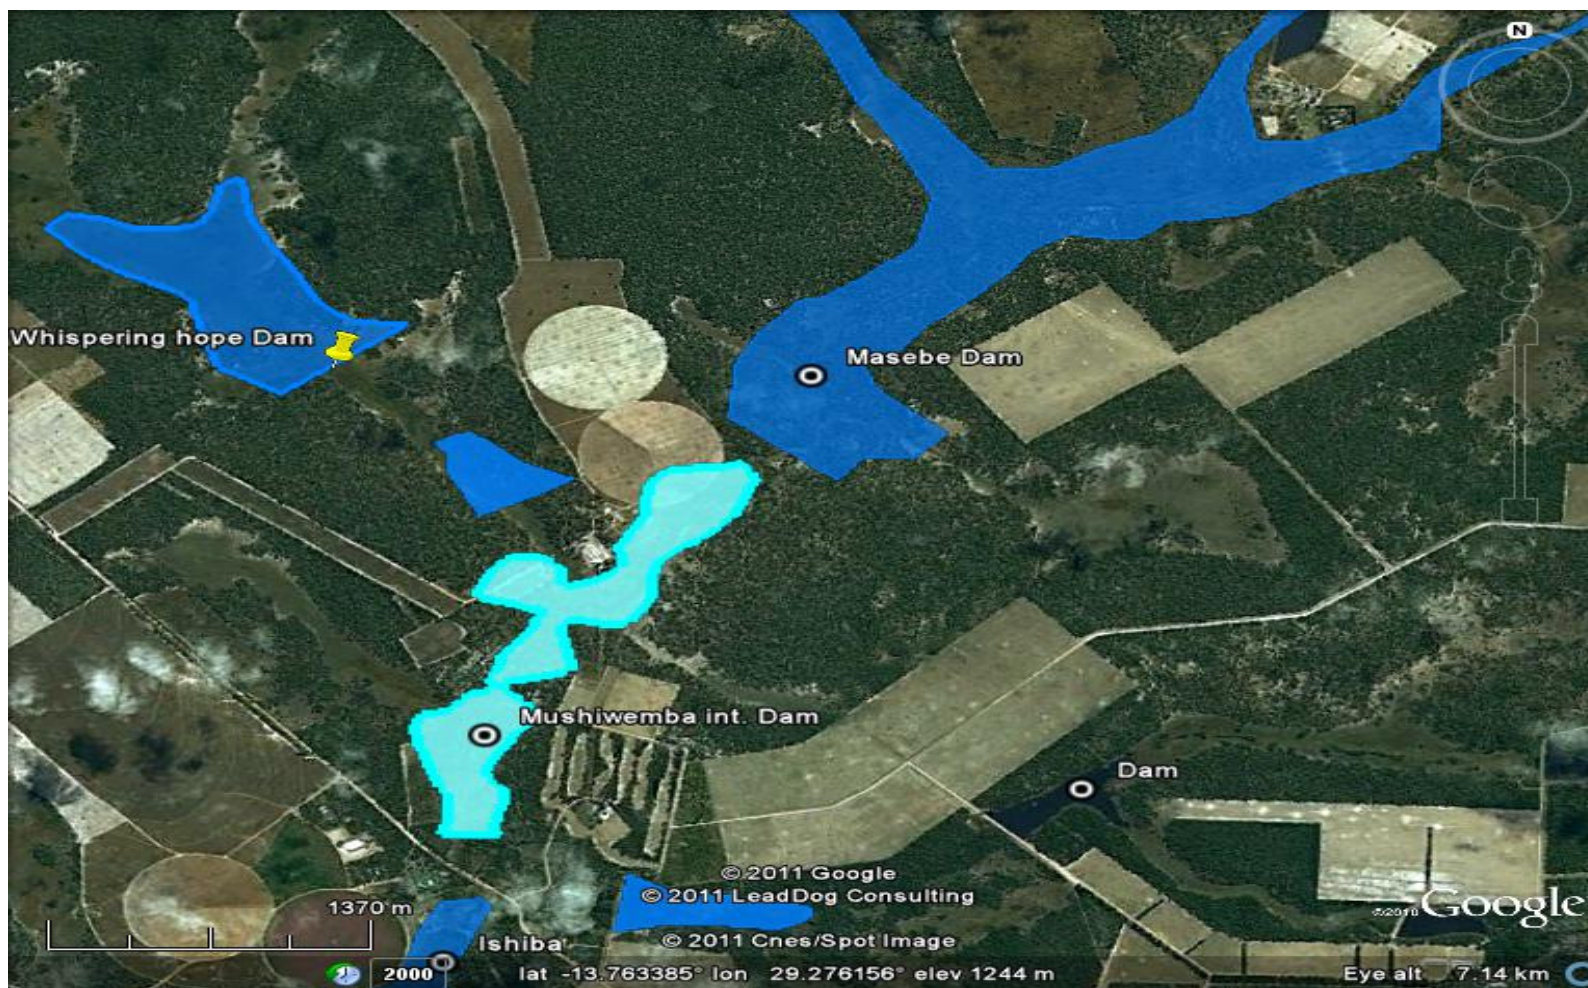 N
Whispering hope Dam
Masebe Dam
Mushiwemba int. Dam
Dam
© 2011 Google
© 2011 LeadDog Consulting
© 2011 Cnes/Spot Image
©2010 Google
1370 m
Ishiba
2000
lat -13.763385° lon 29.276156° elev 1244 m
Eye alt 7.14 km